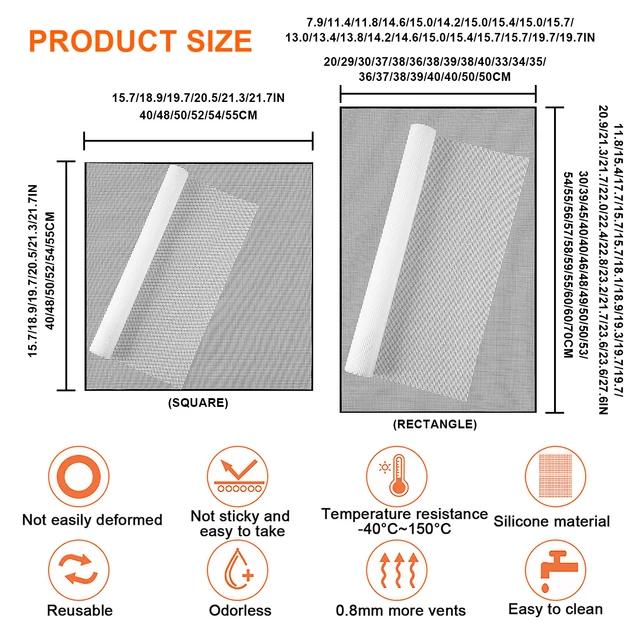 PRODUCT SIZE
7.9/11.4/11.8/14.6/15.0/14.2/15.0/15.4/15.0/15.7/
13.0/13.4/13.8/14.2/14.6/15.0/15.4/15.7/15.7/19.7/19.7IN
20/29/30/37/38/36/38/39/38/40/33/34/35/
36/37/38/39/40/40/50/50CM
15.7/18.9/19.7/20.5/21.3/21.7IN
40/48/50/52/54/55CM
15.7/18.9/19.7/20.5/21.3/21.7IN
40/48/50/52/54/55CM
11.8/15.4/17.7/15.7/15.7/18.1/18.9/19.3/19.7/19.7/
20.9/21.3/21.7/22.0/22.4/22.8/23.2/21.7/23.6/23.6/27.6IN
30/39/45/40/40/46/48/49/50/50/53/
54/55/56/57/58/59/55/60/60/70CM
(SQUARE)
(RECTANGLE)
Not easily deformed
Not sticky and
easy to take
Temperature resistance
-40°C~150°C
Silicone material
Reusable
Odorless
0.8mm more vents
Easy to clean